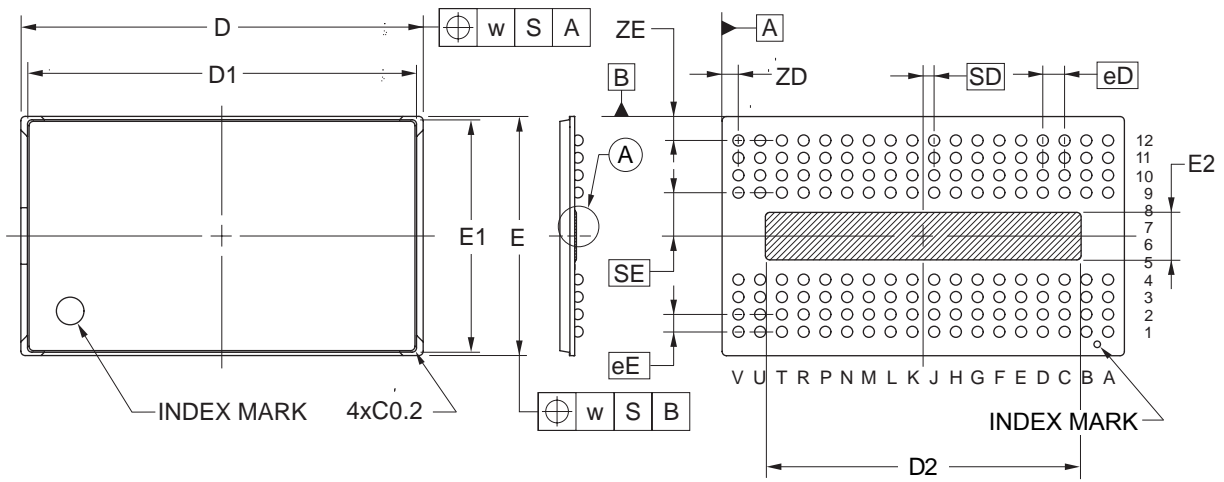 D
w S A
D1
E1
E
INDEX MARK
4xC0.2
w S B
A
ZE
A
B
ZD
SD
eD
12
11
10
9
8
7
6
5
4
3
2
1
E2
SE
eE
V U T R P N M L K J H G F E D C B A
INDEX MARK
D2